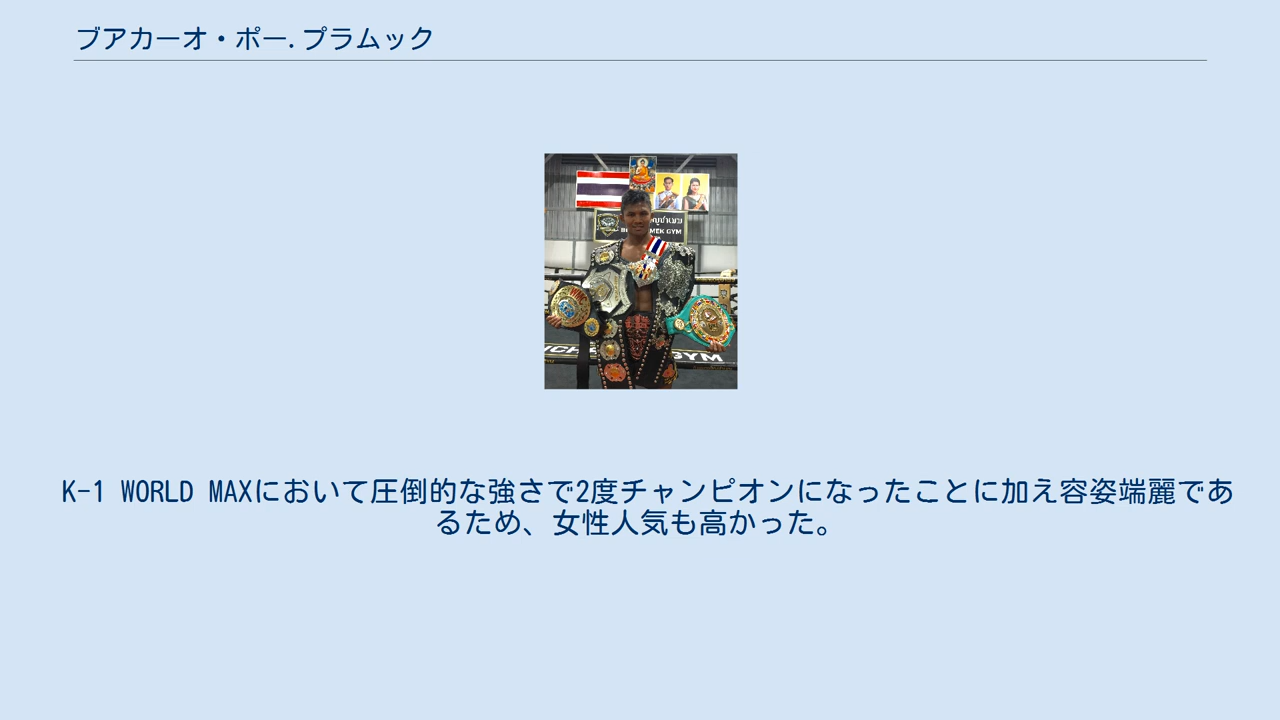 ブアカーオ・ポー.プラムック
MEK GYM
GYM
K-1 WORLD MAXにおいて圧倒的な強さで2度チャンピオンになったことに加え容姿端麗であ
るため、女性人気も高かった。